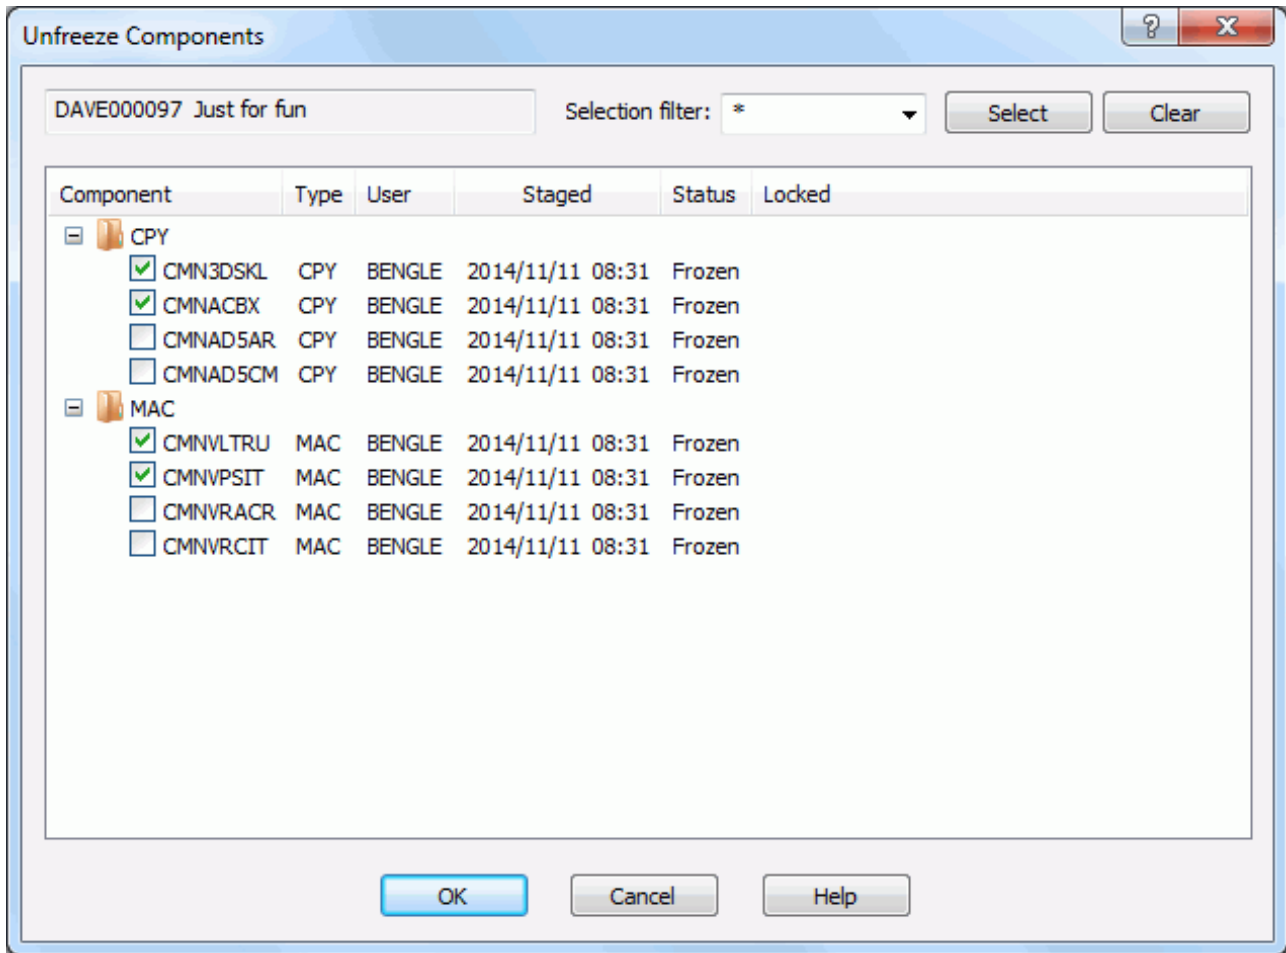 Unfreeze Components
DAVE000097 Just for fun Selection filter: * Select Clear
Component Type User Staged Status Locked
CPY
CMN3DSKL CPY BENGLE 2014/11/11 08:31 Frozen
CMNACBX CPY BENGLE 2014/11/11 08:31 Frozen
CMNAD5AR CPY BENGLE 2014/11/11 08:31 Frozen
CMNAD5CM CPY BENGLE 2014/11/11 08:31 Frozen
MAC
CMNVLTRU MAC BENGLE 2014/11/11 08:31 Frozen
CMNVPSIT MAC BENGLE 2014/11/11 08:31 Frozen
CMNVRACR MAC BENGLE 2014/11/11 08:31 Frozen
CMNVRCIT MAC BENGLE 2014/11/11 08:31 Frozen
OK Cancel Help